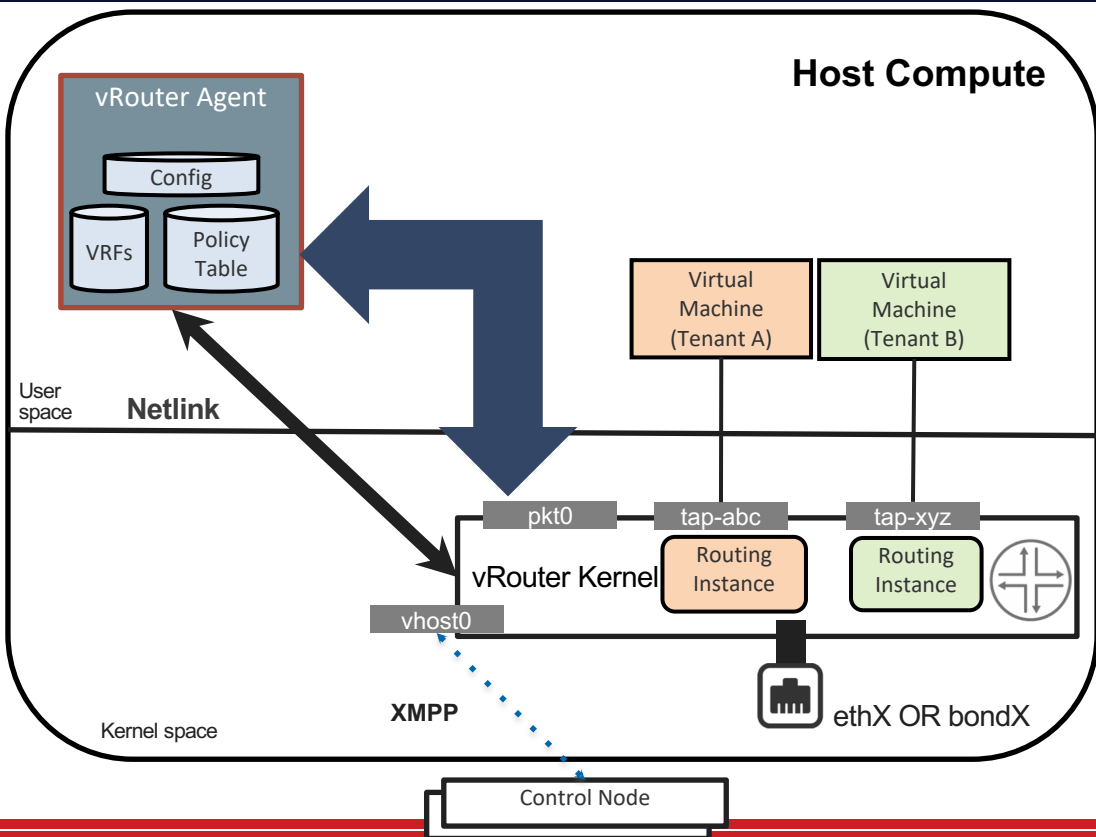 Host Compute
vRouter Agent
Config
VRFs
Policy
Table
Virtual
Machine
(Tenant A)
Virtual
Machine
(Tenant B)
User
space
Netlink
pkt0
tap-abc
tap-xyz
vRouter Kernel
Routing
Instance
Routing
Instance
vhost0
XMPP
ethX OR bondX
Kernel space
Control Node